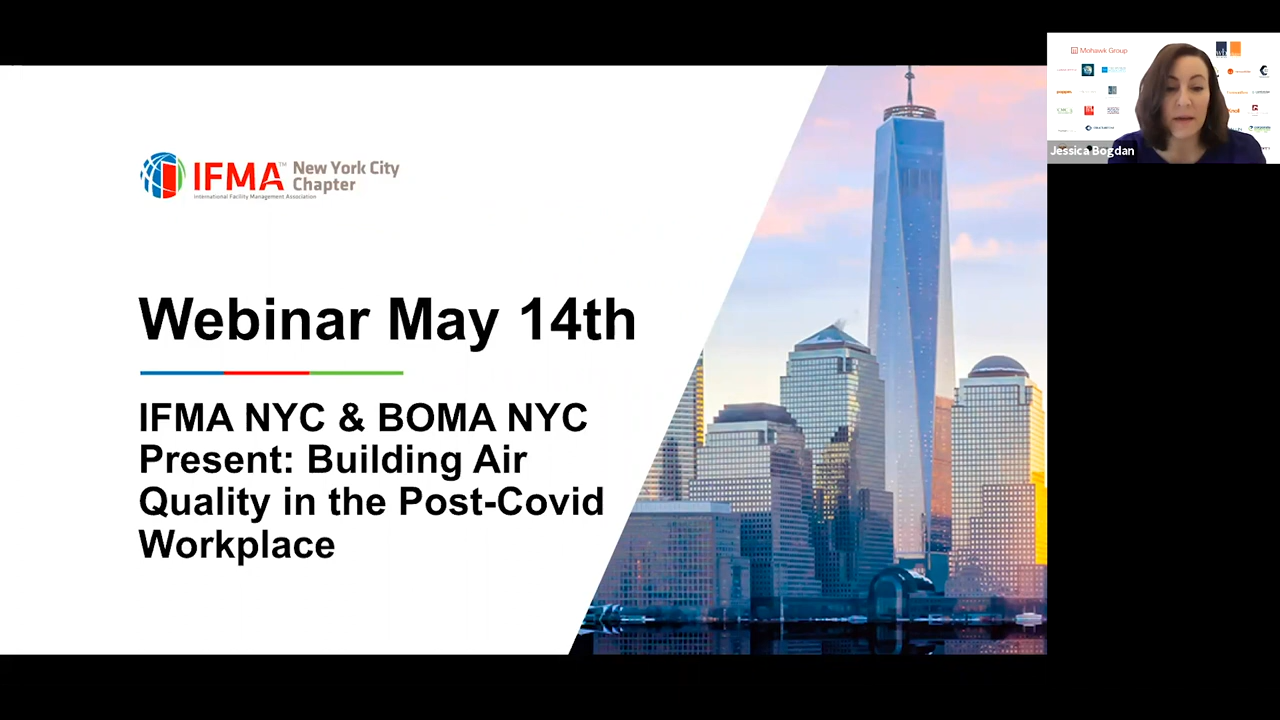 IFMA™ New York City
Chapter
International Facility Management Association
Webinar May 14th
IFMA NYC & BOMA NYC
Present: Building Air
Quality in the Post-Covid
Workplace
Mohawk Group
Jessica Bogdan